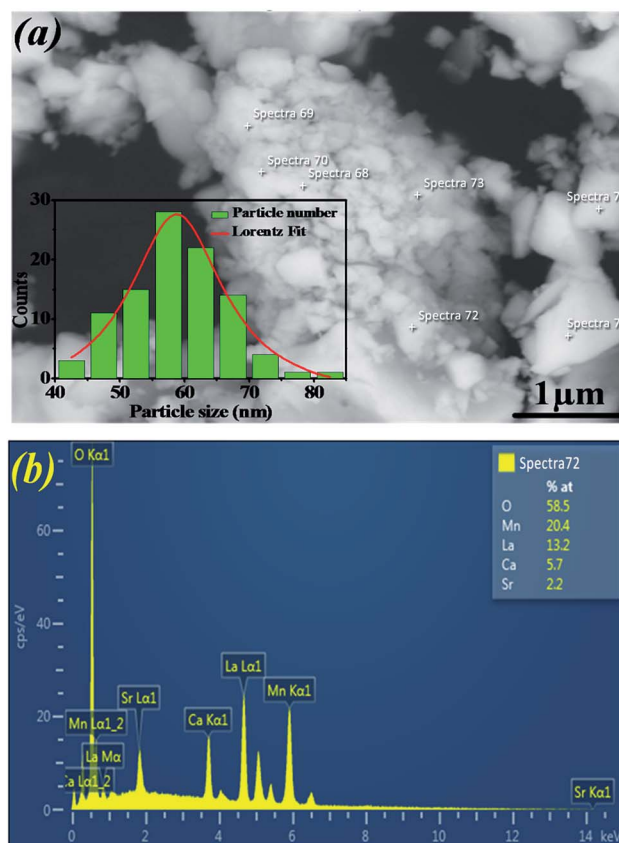 (a)
Spectra 69
Spectra 70
Spectra 68
Spectra 73
Spectra 72
30
20
10
0
Counts
Particle number
Lorentz Fit
40 50 60 70 80
Particle size (nm)
1µm
(b)
O Kα1
Spectra72
% at
O 58.5
Mn 20.4
La 13.2
Ca 5.7
Sr 2.2
60
40
20
0
cps/eV
Mn Lα1_2
La Mα
Ca Lα1_2
Sr Lα1
Ca Kα1
La Lα1
Mn Kα1
Sr Kα1
0 2 4 6 8 10 12 14 keV